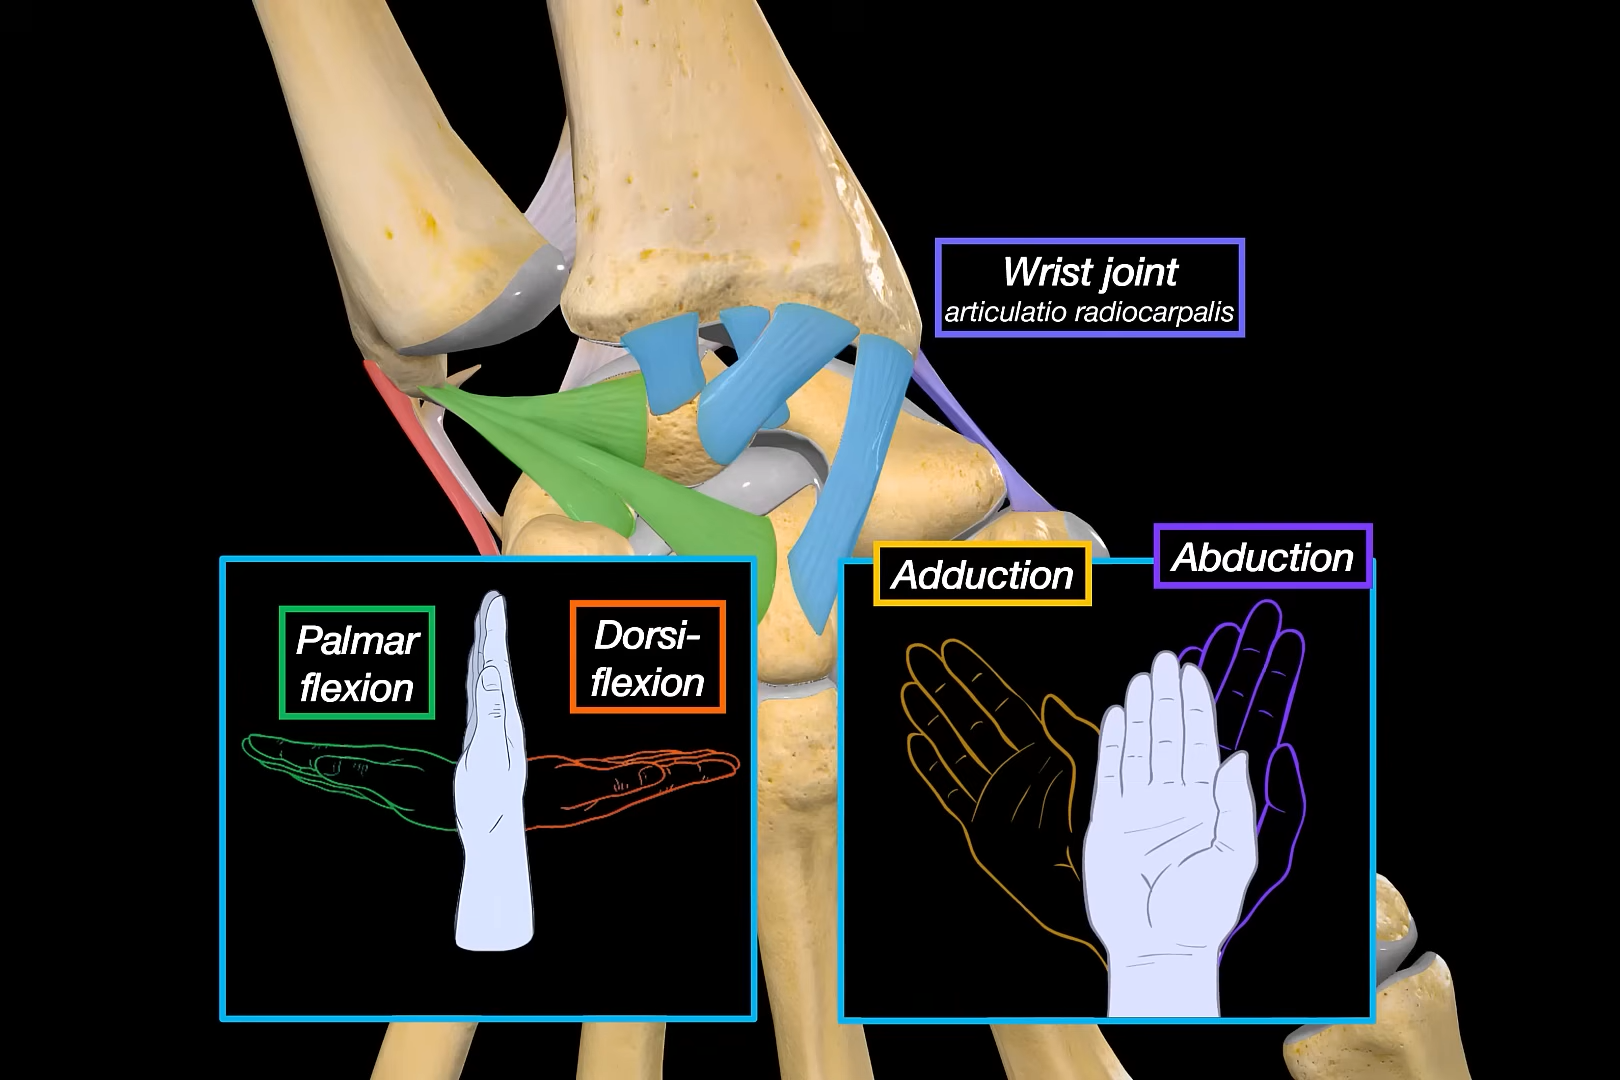 Wrist joint
articulatio radiocarpalis
Adduction
Abduction
Palmar
flexion
Dorsi-
flexion